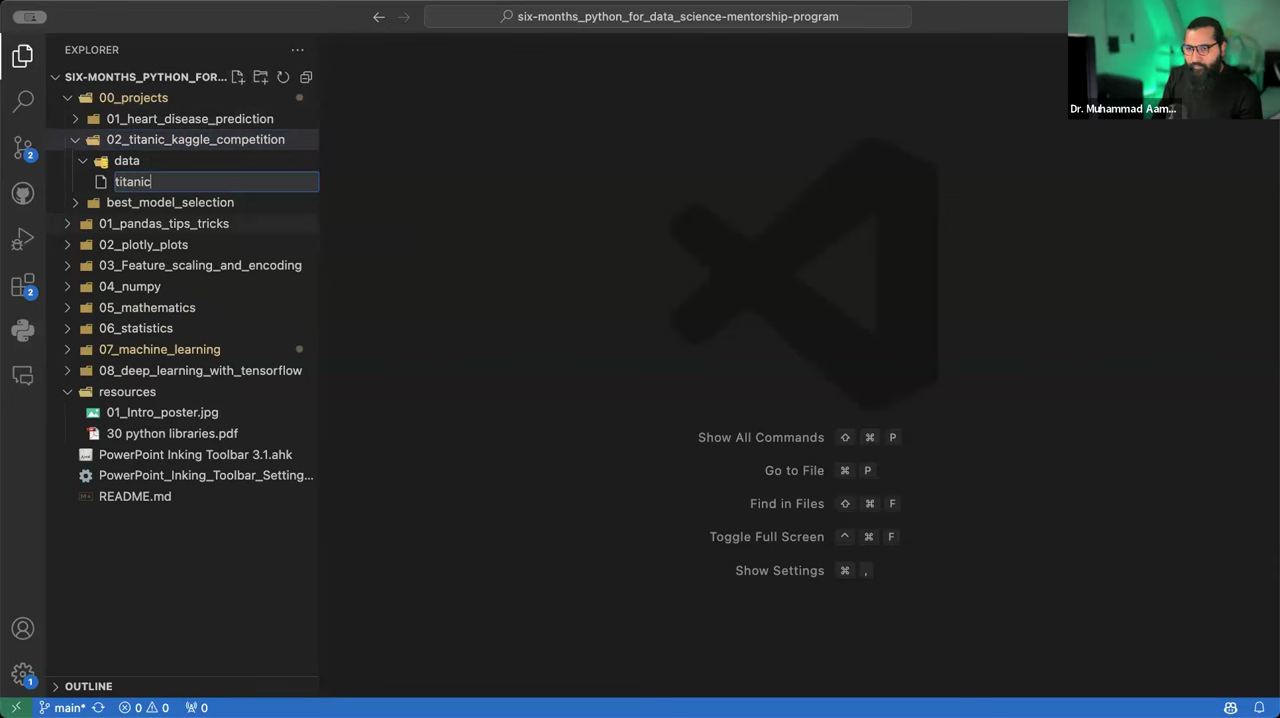 six-months_python_for_data_science-mentorship-program
EXPLORER
SIX-MONTHS_PYTHON_FOR...
00_projects
01_heart_disease_prediction
02_titanic_kaggle_competition
data
titanic
best_model_selection
01_pandas_tips_tricks
02_plotly_plots
03_Feature_scaling_and_encoding
04_numpy
05_mathematics
06_statistics
07_machine_learning
08_deep_learning_with_tensorflow
resources
01_Intro_poster.jpg
30 python libraries.pdf
PowerPoint Inking Toolbar 3.1.ahk
PowerPoint_Inking_Toolbar_Setting...
README.md
OUTLINE
2
2
1
Dr. Muhammad Aam...
Show All Commands ⇧ ⌘ P
Go to File ⌘ P
Find in Files ⇧ ⌘ F
Toggle Full Screen ^ ⌘ F
Show Settings ⌘ ,
main* 0 0 0